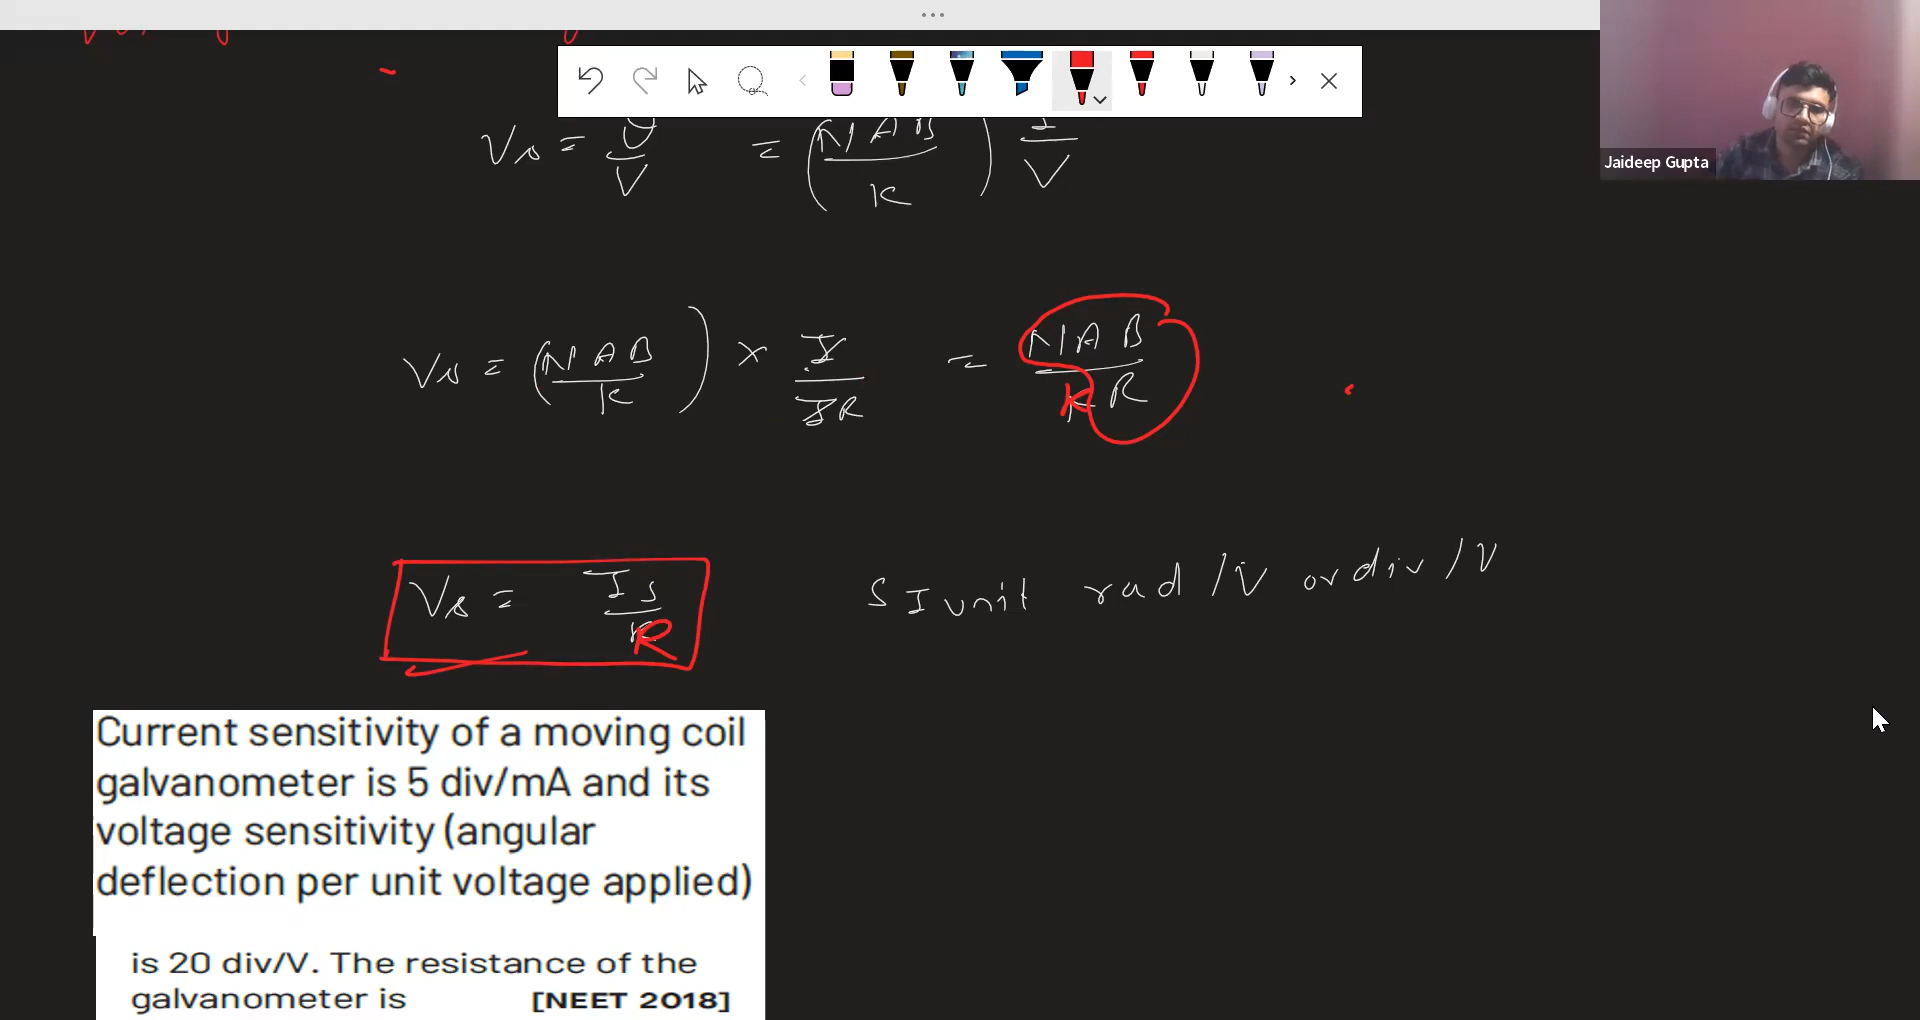 Jaideep Gupta
Vs = θ/V = (NAB/K) I/V
Vs = (NAB/K) × I/IR = NAB/KR
Vs = Is/R SI unit rad/V or div/V
Current sensitivity of a moving coil
galvanometer is 5 div/mA and its
voltage sensitivity (angular
deflection per unit voltage applied)
is 20 div/V. The resistance of the
galvanometer is [NEET 2018]